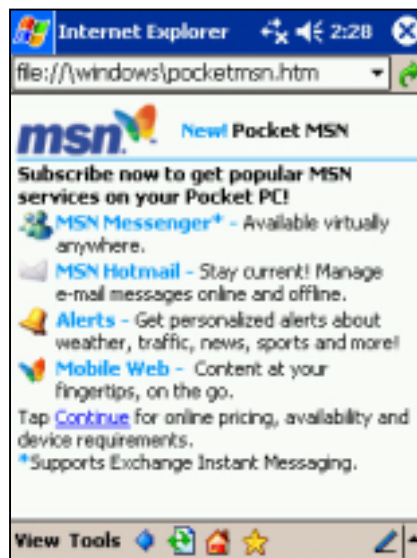 Internet Explorer 2:28
file://\windows\pocketmsn.htm
msn New! Pocket MSN
Subscribe now to get popular MSN
services on your Pocket PC!
MSN Messenger* - Available virtually
anywhere.
MSN Hotmail - Stay current! Manage
e-mail messages online and offline.
Alerts - Get personalized alerts about
weather, traffic, news, sports and more!
Mobile Web - Content at your
fingertips, on the go.
Tap Continue for online pricing, availability and
device requirements.
*Supports Exchange Instant Messaging.
View Tools